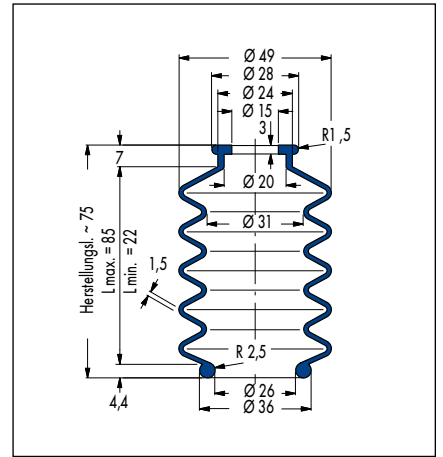 Ø 49
Ø 28
Ø 24
Ø 15
3
R1,5
7
Ø 20
Ø 31
Herstellungsl. ~ 75
L max. = 85
L min. = 22
1,5
R 2,5
4,4
Ø 26
Ø 36